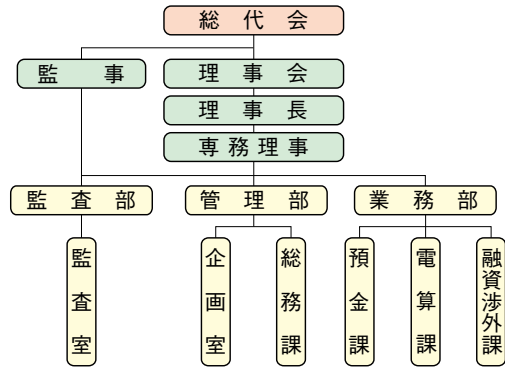 総代会
監事
理事会
理事長
専務理事
監査部
管理部
業務部
監査室
企画室
総務課
預金課
電算課
融資渉外課